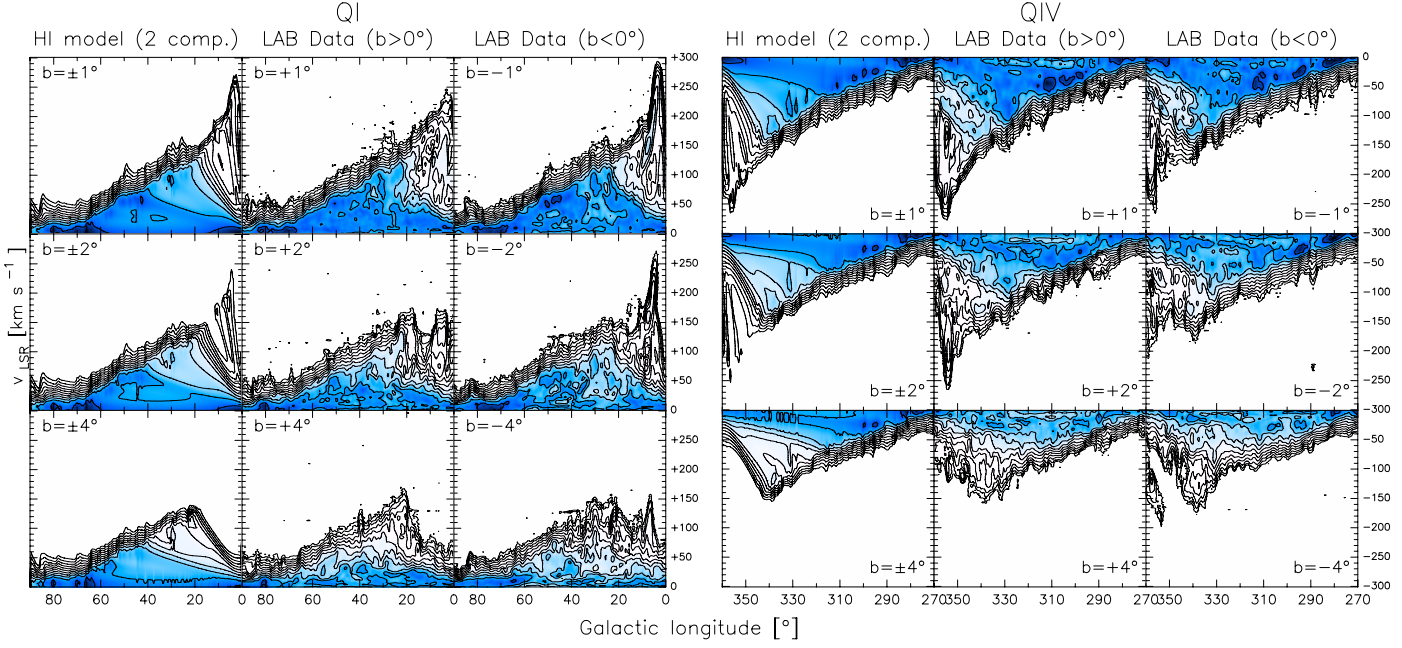 QI QIV
HI model (2 comp.) LAB Data (b>0°) LAB Data (b<0°) HI model (2 comp.) LAB Data (b>0°) LAB Data (b<0°)
b=±1° b=+1° b=−1° +300 0
+250 −50
+200 −100
+150 −150
+100 −200
+50 −250
b=±1° b=+1° b=−1°
0 −300
b=±2° b=+2° b=−2°
+250 −50
+200 −100
+150 −150
+100 −200
+50 −250
b=±2° b=+2° b=−2°
0 −300
b=±4° b=+4° b=−4°
+250 −50
+200 −100
+150 −150
+100 −200
+50 −250
b=±4° b=+4° b=−4°
0 −300
v LSR [km s −1 ]
80 60 40 20 0 80 60 40 20 0 80 60 40 20 0 350 330 310 290 270 350 330 310 290 270 350 330 310 290 270
Galactic longitude [°]